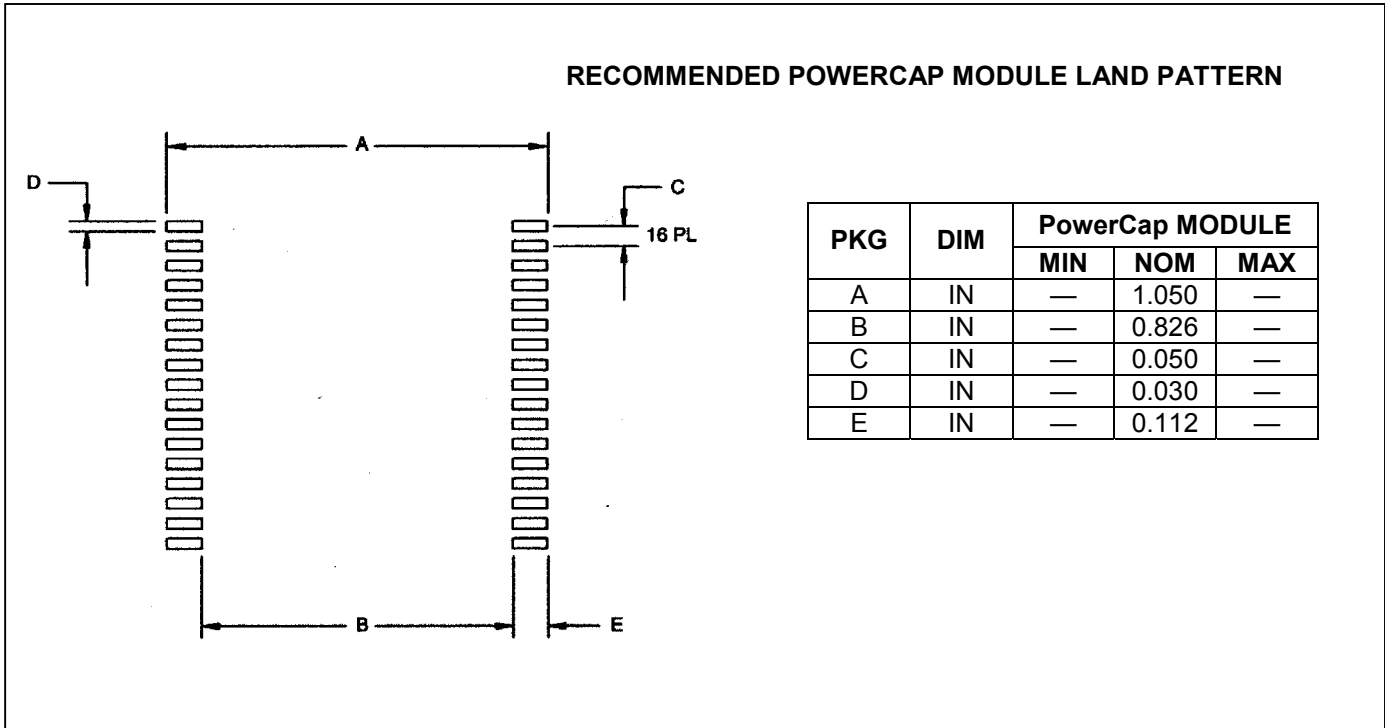 RECOMMENDED POWERCAP MODULE LAND PATTERN
A
D
C
16 PL
B
E
PKG DIM PowerCap MODULE
MIN NOM MAX
A IN — 1.050 —
B IN — 0.826 —
C IN — 0.050 —
D IN — 0.030 —
E IN — 0.112 —